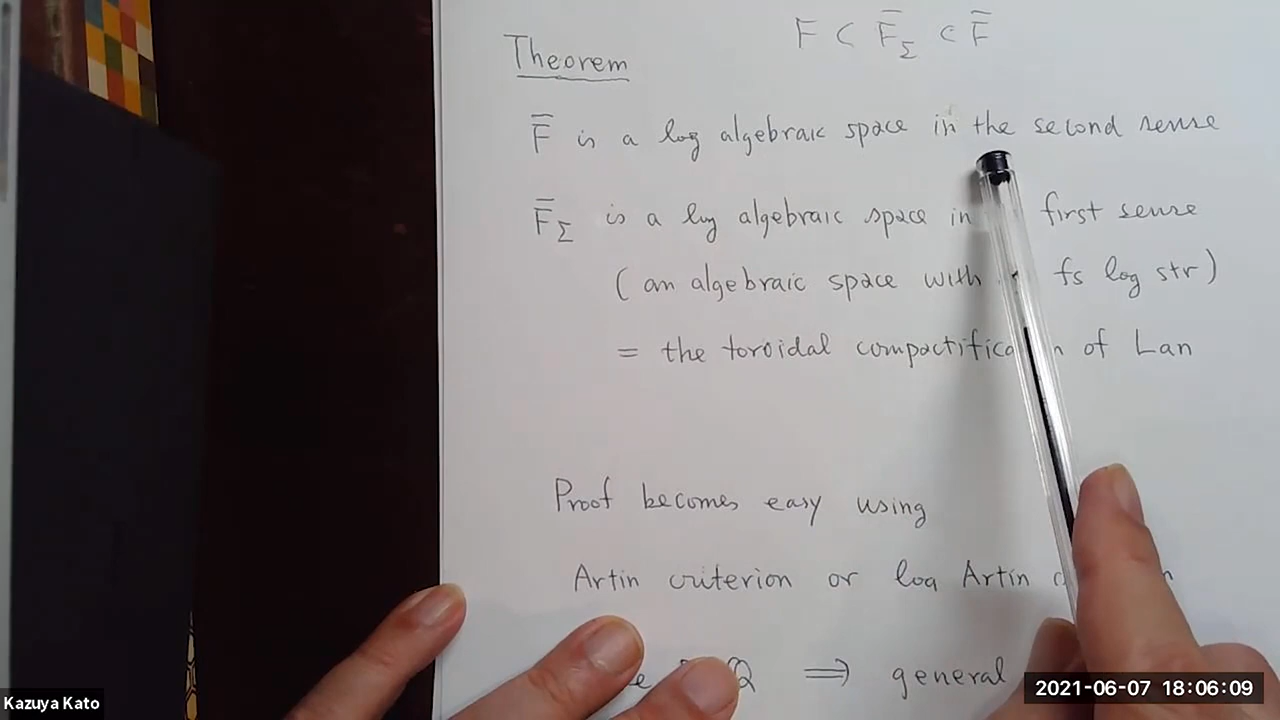 F ⊂ F̄_Σ ⊂ F̄
Theorem
F̄ is a log algebraic space in the second sense
F̄_Σ is a log algebraic space in first sense
(an algebraic space with fs log str)
= the toroidal compactific of Lan
Proof becomes easy using
Artin criterion or log Artin
Q ⟹ general
Kazuya Kato
2021-06-07 18:06:09